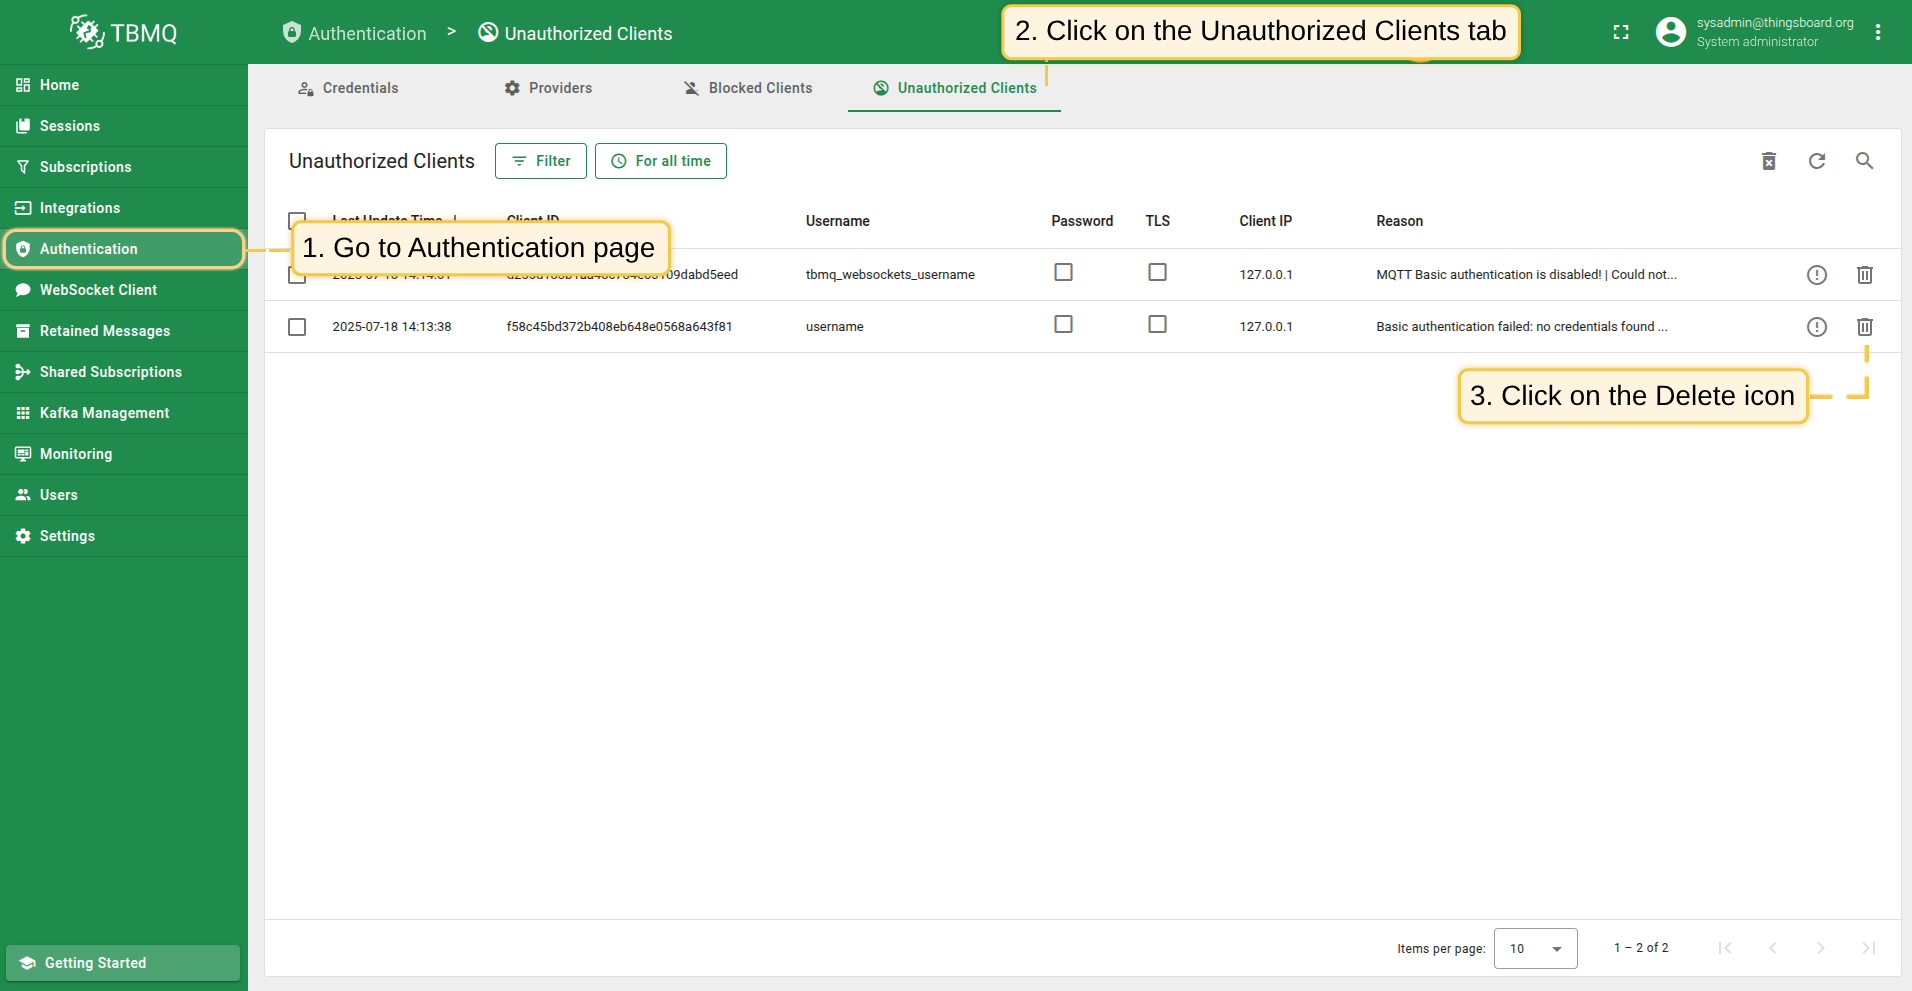 TBMQ
Authentication > Unauthorized Clients
2. Click on the Unauthorized Clients tab
sysadmin@thingsboard.org
System administrator
Home
Sessions
Subscriptions
Integrations
Authentication
WebSocket Client
Retained Messages
Shared Subscriptions
Kafka Management
Monitoring
Users
Settings
Getting Started
Credentials Providers Blocked Clients Unauthorized Clients
Unauthorized Clients Filter For all time
Last Update Time Client ID Username Password TLS Client IP Reason
1. Go to Authentication page
09dabd5eed tbmq_websockets_username 127.0.0.1 MQTT Basic authentication is disabled! | Could not...
2025-07-18 14:13:38 f58c45bd372b408eb648e0568a643f81 username 127.0.0.1 Basic authentication failed: no credentials found ...
3. Click on the Delete icon
Items per page: 10 1 – 2 of 2